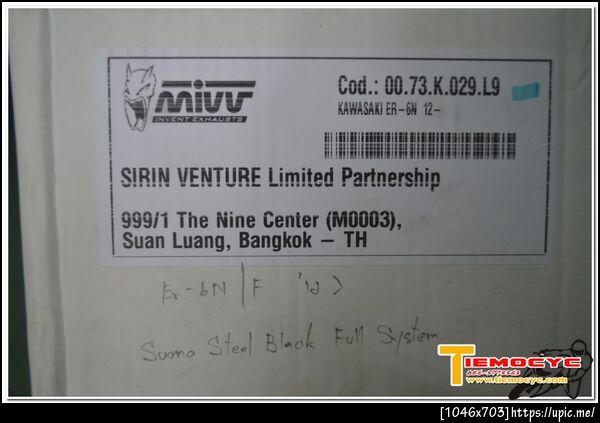 mivv
INVENT EXHAUSTS
Cod.: 00.73.K.029.L9
KAWASAKI ER-6N 12-
SIRIN VENTURE Limited Partnership
999/1 The Nine Center (M0003),
Suan Luang, Bangkok - TH
Er-6N/F '12 >
Suono Steel Black Full System
TIEMOCYC
www.tiemocyc.com
[1046x703]https://upic.me/